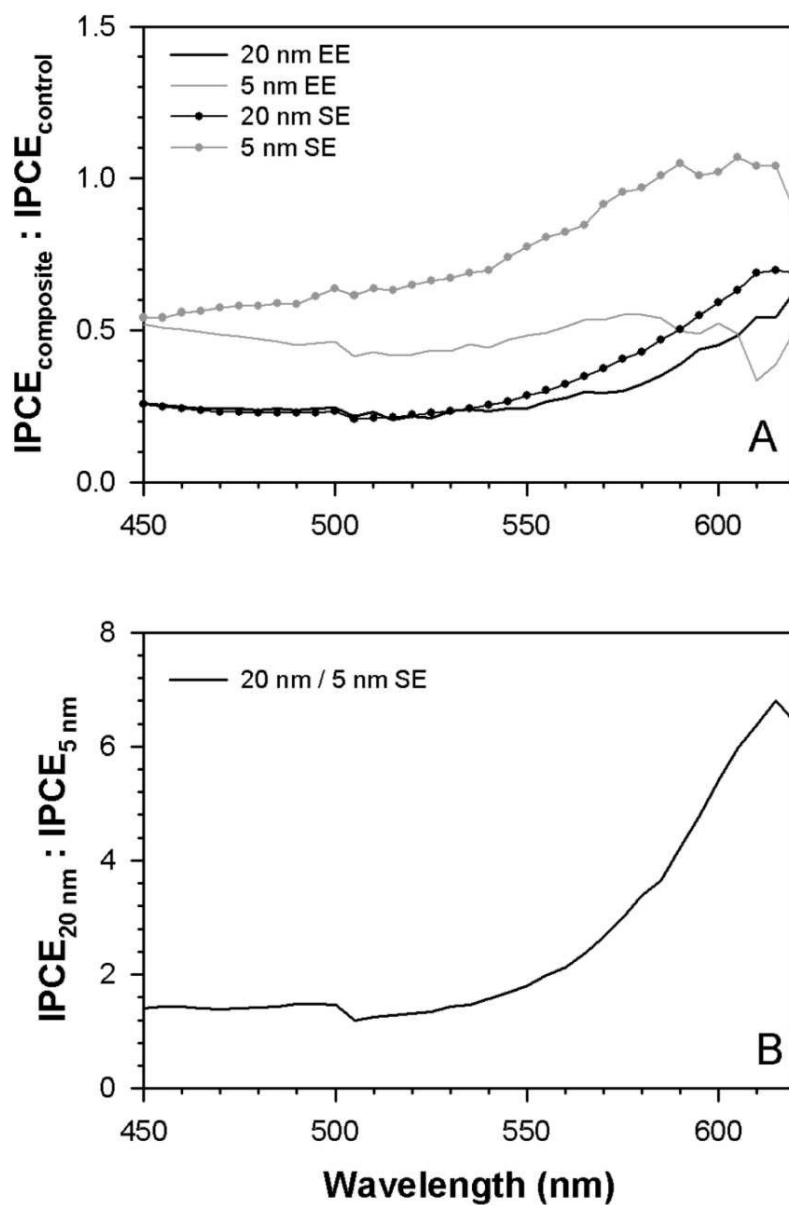 1.5
20 nm EE
5 nm EE
20 nm SE
5 nm SE
1.0
IPCEcomposite : IPCEcontrol
0.5
A
0.0
450 500 550 600
8
20 nm / 5 nm SE
6
IPCE20 nm : IPCE5 nm
4
2
B
0
450 500 550 600
Wavelength (nm)